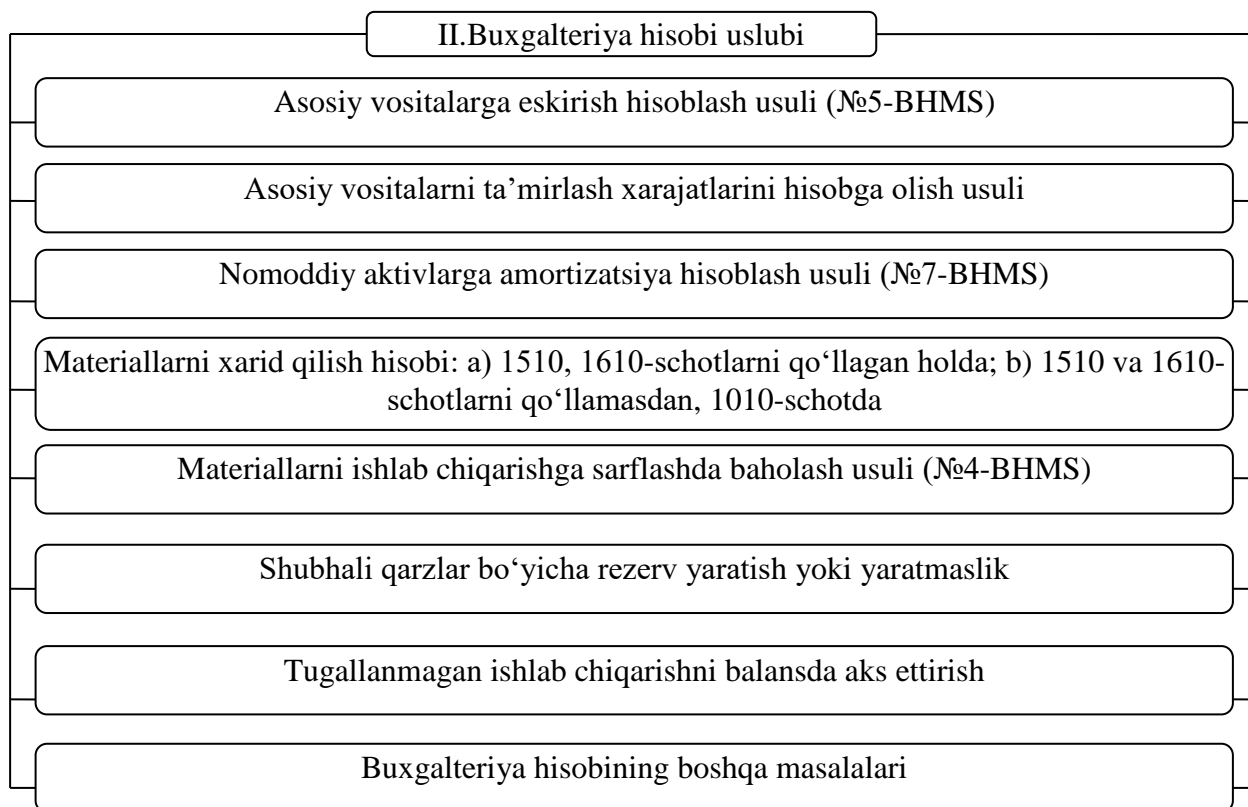 II.Buxgalteriya hisobi uslubi
Asosiy vositalarga eskirish hisoblash usuli (№5-BHMS)
Asosiy vositalarni ta’mirlash xarajatlarini hisobga olish usuli
Nomoddiy aktivlarga amortizatsiya hisoblash usuli (№7-BHMS)
Materiallarni xarid qilish hisobi: a) 1510, 1610-schotlarni qo‘llagan holda; b) 1510 va 1610-
schotlarni qo‘llamasdan, 1010-schotda
Materiallarni ishlab chiqarishga sarflashda baholash usuli (№4-BHMS)
Shubhali qarzlar bo‘yicha rezerv yaratish yoki yaratmaslik
Tugallanmagan ishlab chiqarishni balansda aks ettirish
Buxgalteriya hisobining boshqa masalalari